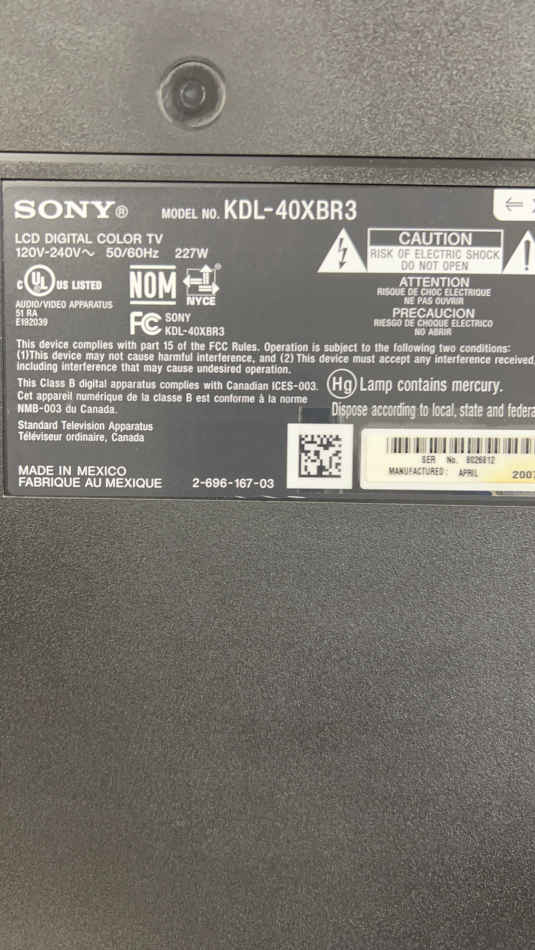 SONY® MODEL NO. KDL-40XBR3
LCD DIGITAL COLOR TV
120V-240V~ 50/60Hz 227W
C UL® US LISTED
AUDIO/VIDEO APPARATUS
51 RA
E182039
NOM
NYCE
FC SONY
KDL-40XBR3
CAUTION
RISK OF ELECTRIC SHOCK
DO NOT OPEN
ATTENTION
RISQUE DE CHOC ELECTRIQUE
NE PAS OUVRIR
PRECAUCION
RIESGO DE CHOQUE ELECTRICO
NO ABRIR
This device complies with part 15 of the FCC Rules. Operation is subject to the following two conditions:
(1)This device may not cause harmful interference, and (2) This device must accept any interference received,
including interference that may cause undesired operation.
This Class B digital apparatus complies with Canadian ICES-003.
Cet appareil numérique de la classe B est conforme à la norme
NMB-003 du Canada.
Standard Television Apparatus
Téléviseur ordinaire, Canada
Hg Lamp contains mercury.
Dispose according to local, state and federa
SER No. 8026812
MANUFACTURED: APRIL 2007
MADE IN MEXICO
FABRIQUE AU MEXIQUE 2-696-167-03